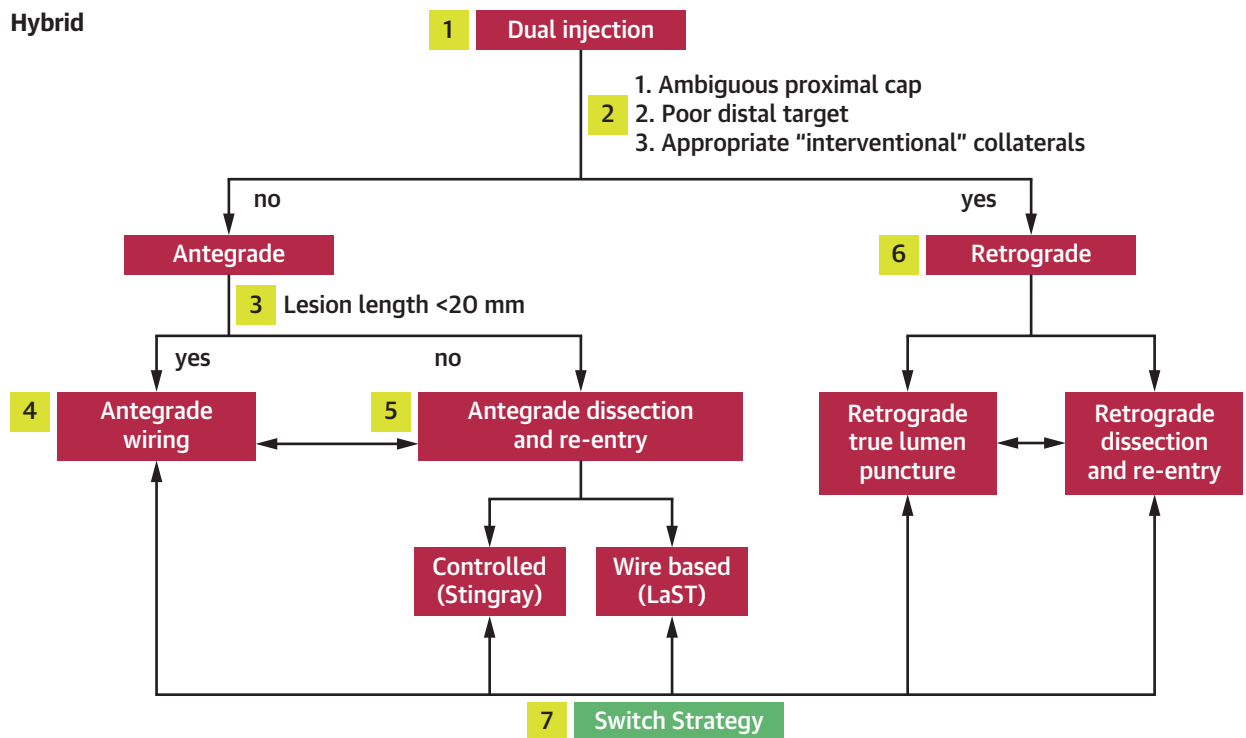 Hybrid
1 Dual injection
2
1. Ambiguous proximal cap
2. Poor distal target
3. Appropriate “interventional” collaterals
no
yes
Antegrade
6 Retrograde
3 Lesion length <20 mm
yes
no
4
Antegrade
wiring
5
Antegrade dissection
and re-entry
Retrograde
true lumen
puncture
Retrograde
dissection
and re-entry
Controlled
(Stingray)
Wire based
(LaST)
7 Switch Strategy